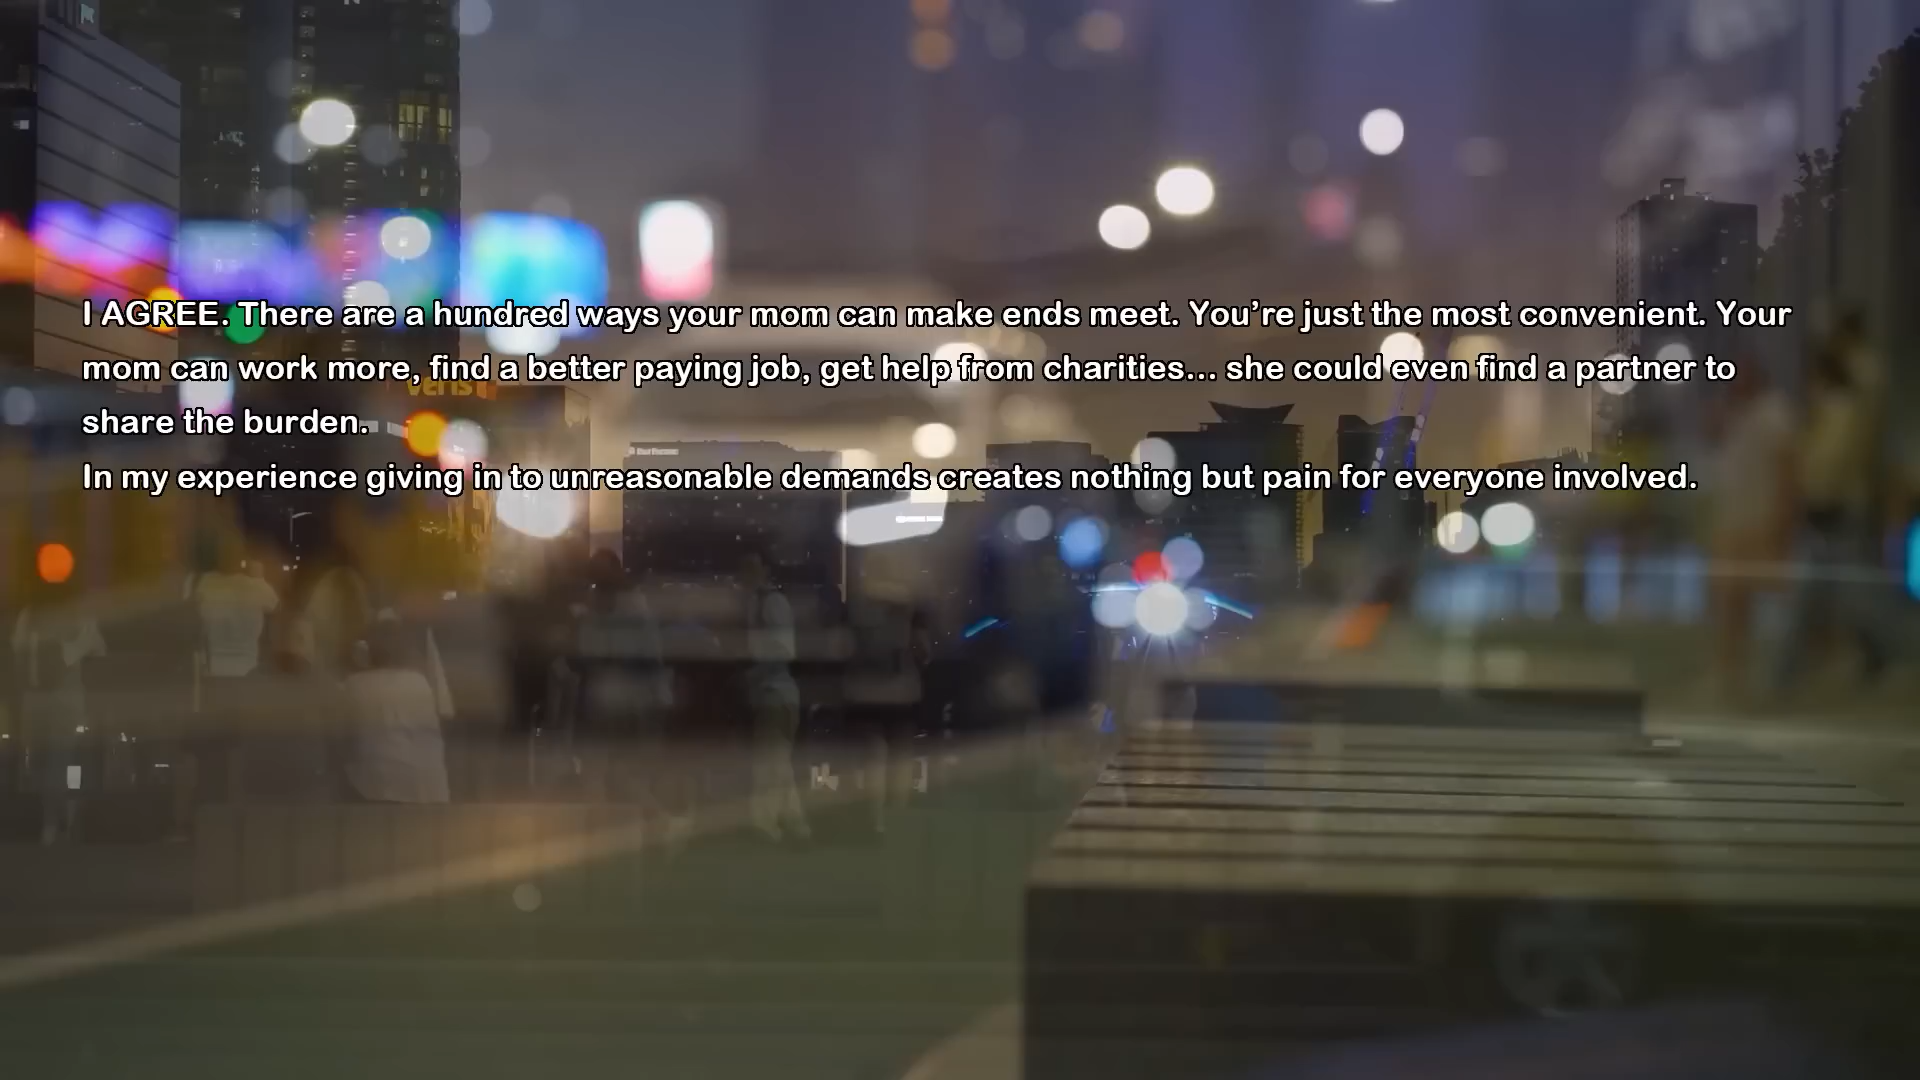 I AGREE. There are a hundred ways your mom can make ends meet. You’re just the most convenient. Your
mom can work more, find a better paying job, get help from charities... she could even find a partner to
share the burden.
In my experience giving in to unreasonable demands creates nothing but pain for everyone involved.